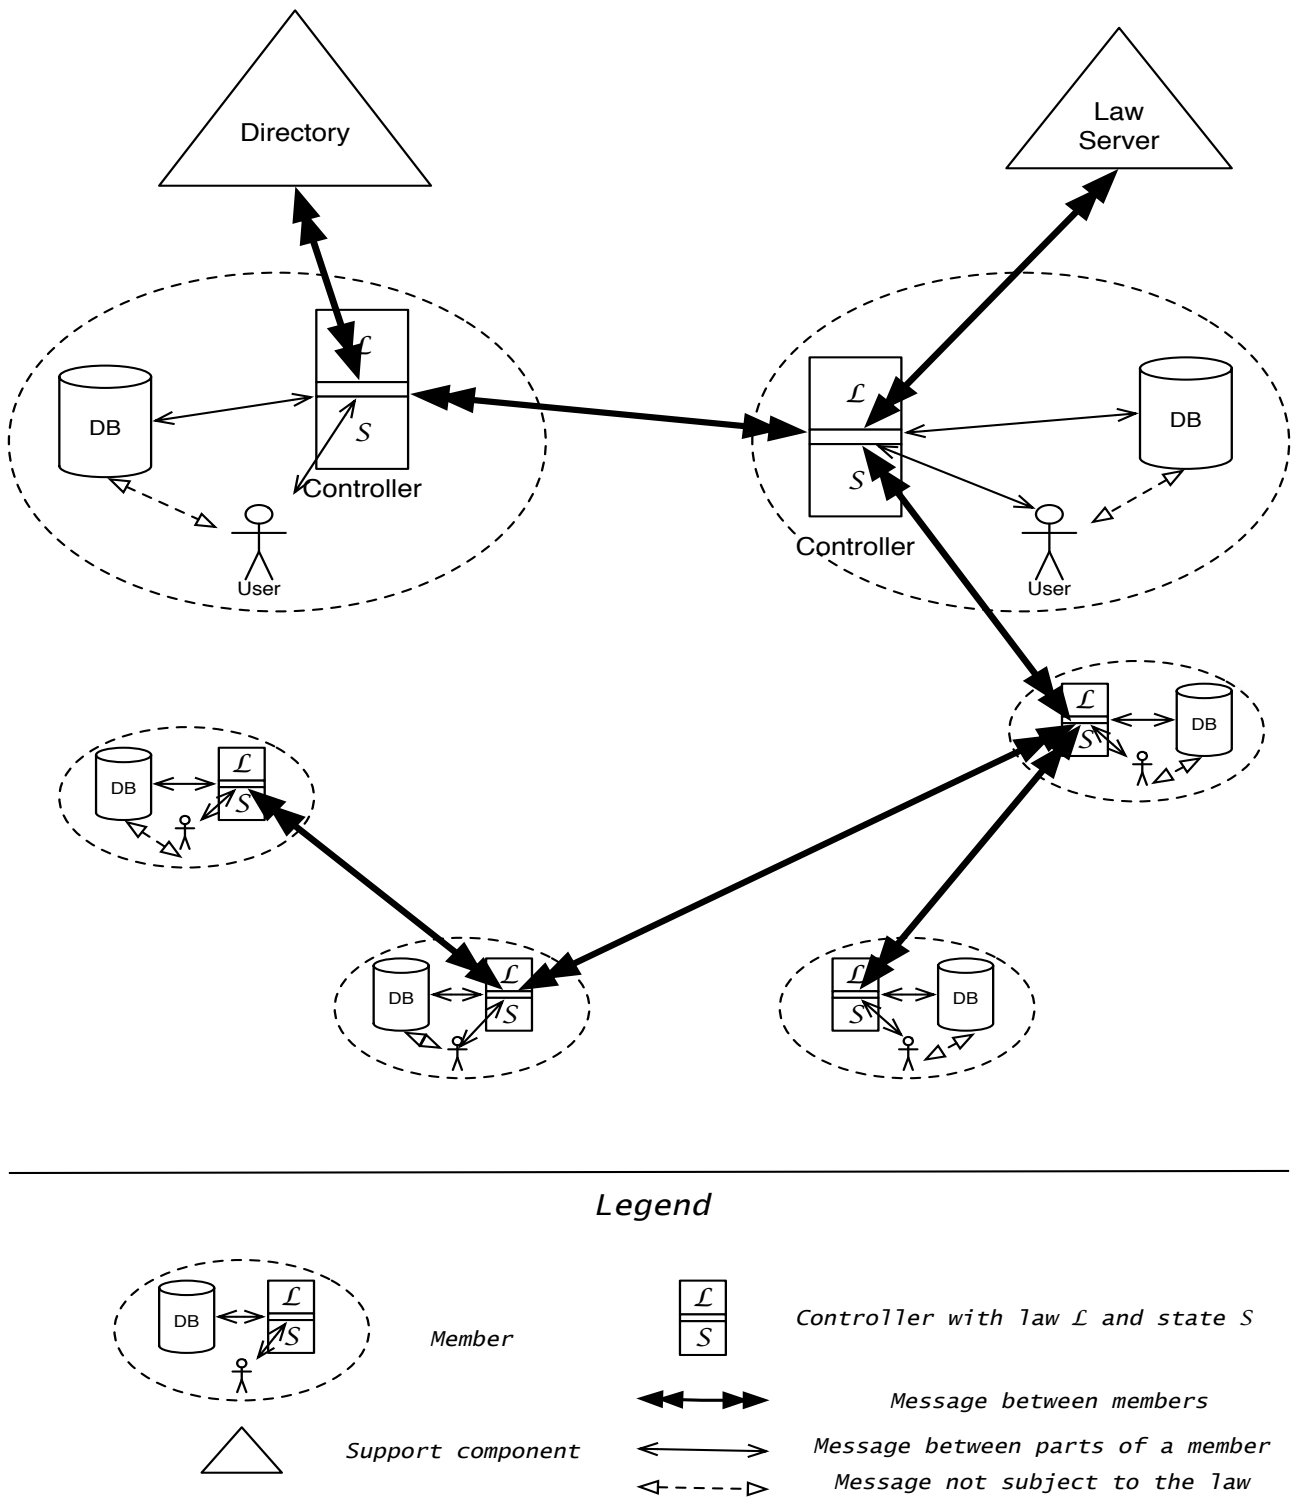 Directory
Law
Server
ℒ
DB
S
Controller
User
ℒ
DB
S
Controller
User
ℒ
S
DB
DB
ℒ
S
DB
ℒ
S
ℒ
S
DB
Legend
DB
ℒ
S
Member
ℒ
S
Controller with law ℒ and state S
Message between members
Support component
Message between parts of a member
Message not subject to the law